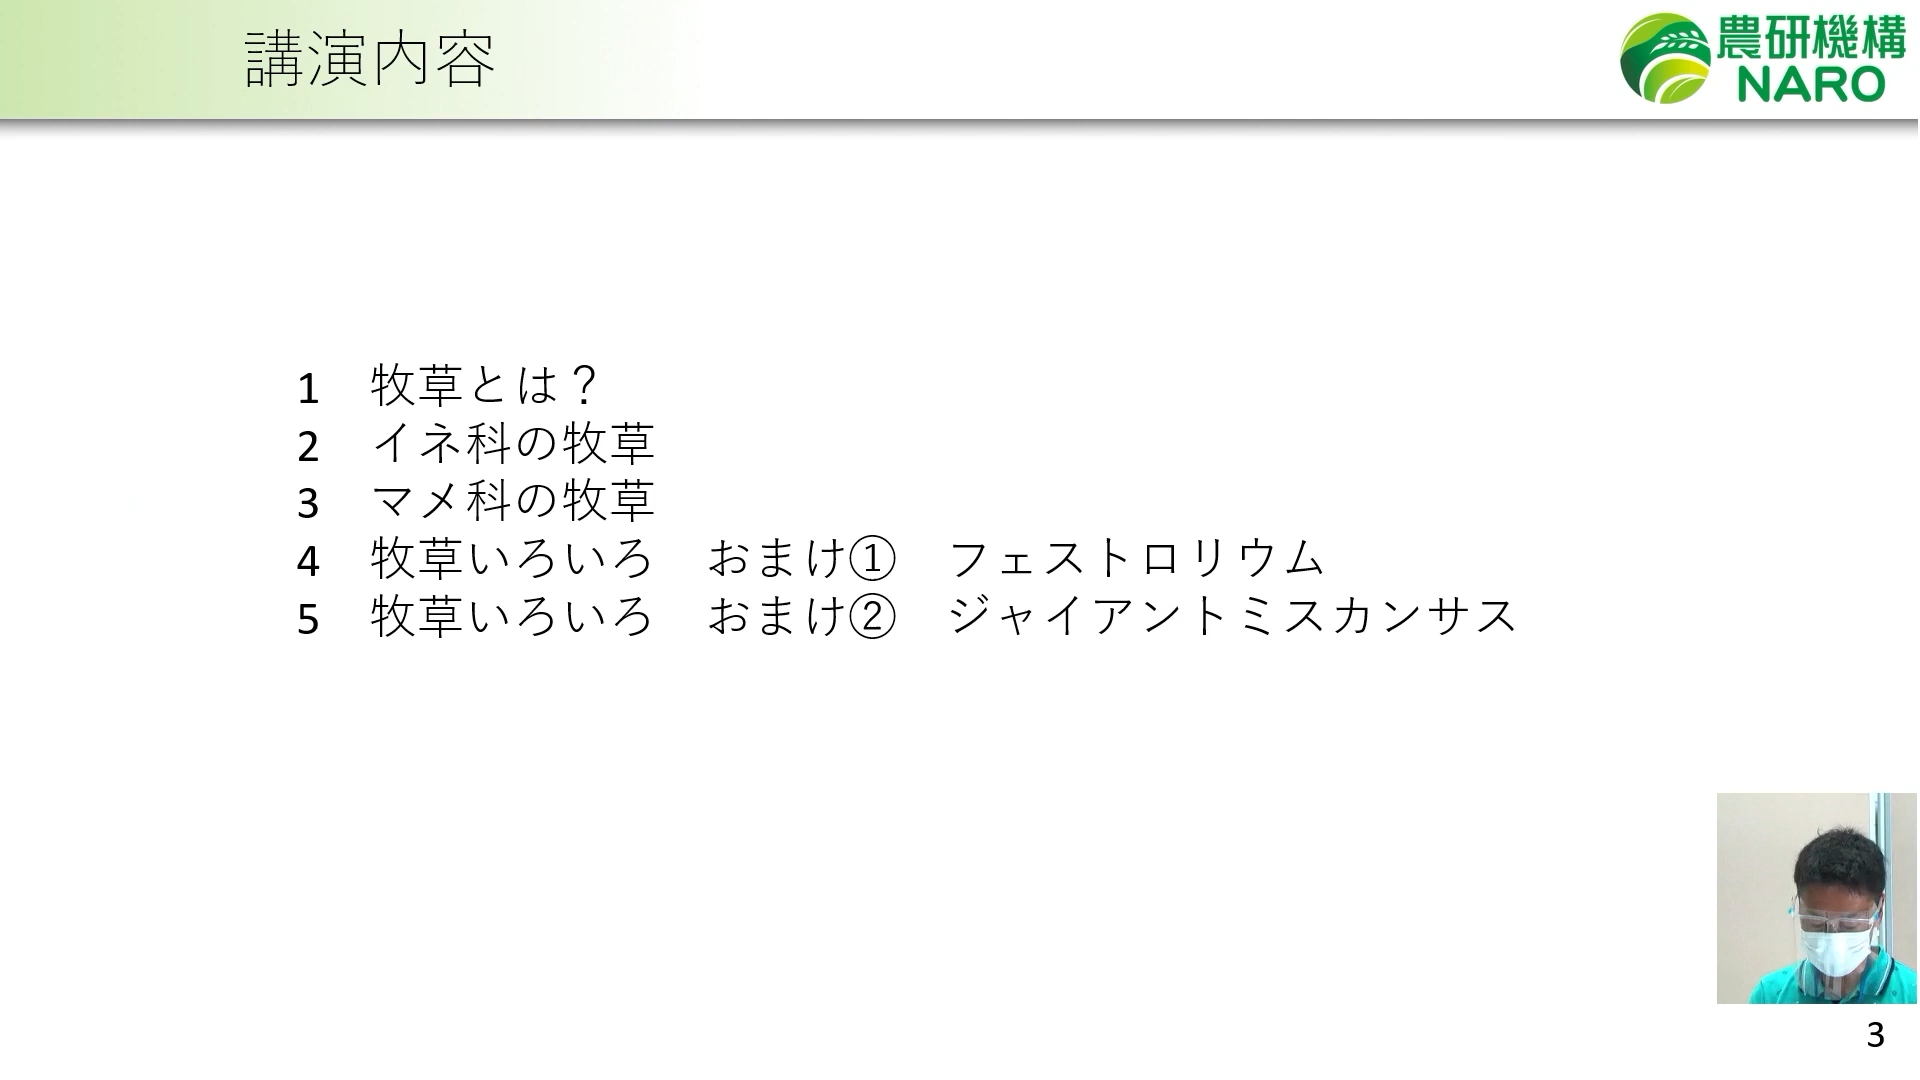 講演内容
農研機構
NARO
1　牧草とは？
2　イネ科の牧草
3　マメ科の牧草
4　牧草いろいろ　おまけ①　フェストロリウム
5　牧草いろいろ　おまけ②　ジャイアントミスカンサス
3